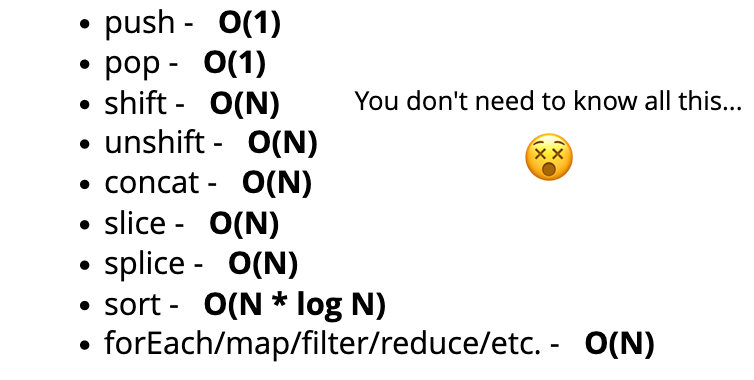 • push - O(1)
• pop - O(1)
• shift - O(N)
You don't need to know all this...
• unshift - O(N)
• concat - O(N)
• slice - O(N)
• splice - O(N)
• sort - O(N * log N)
• forEach/map/filter/reduce/etc. - O(N)